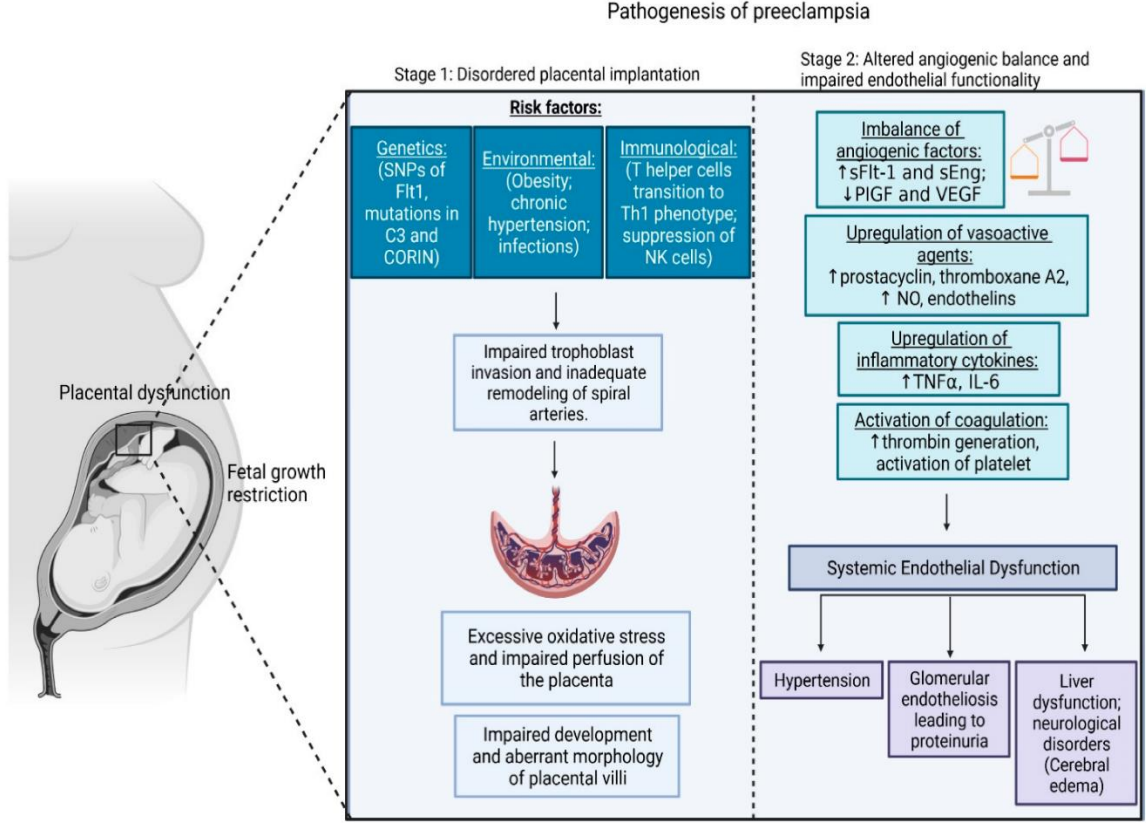 Pathogenesis of preeclampsia
Stage 1: Disordered placental implantation
Risk factors:
Genetics:
(SNPs of
Flt1,
mutations in
C3 and
CORIN)
Environmental:
(Obesity;
chronic
hypertension;
infections)
Immunological:
(T helper cells
transition to
Th1 phenotype;
suppression of
NK cells)
Impaired trophoblast
invasion and inadequate
remodeling of spiral
arteries.
Excessive oxidative stress
and impaired perfusion of
the placenta
Impaired development
and aberrant morphology
of placental villi
Stage 2: Altered angiogenic balance and
impaired endothelial functionality
Imbalance of
angiogenic factors:
↑sFlt-1 and sEng;
↓PIGF and VEGF
Upregulation of vasoactive
agents:
↑prostacyclin, thromboxane A2,
↑ NO, endothelins
Upregulation of
inflammatory cytokines:
↑TNFα, IL-6
Activation of coagulation:
↑thrombin generation,
activation of platelet
Systemic Endothelial Dysfunction
Hypertension
Glomerular
endotheliosis
leading to
proteinuria
Liver
dysfunction;
neurological
disorders
(Cerebral
edema)
Placental dysfunction
Fetal growth
restriction